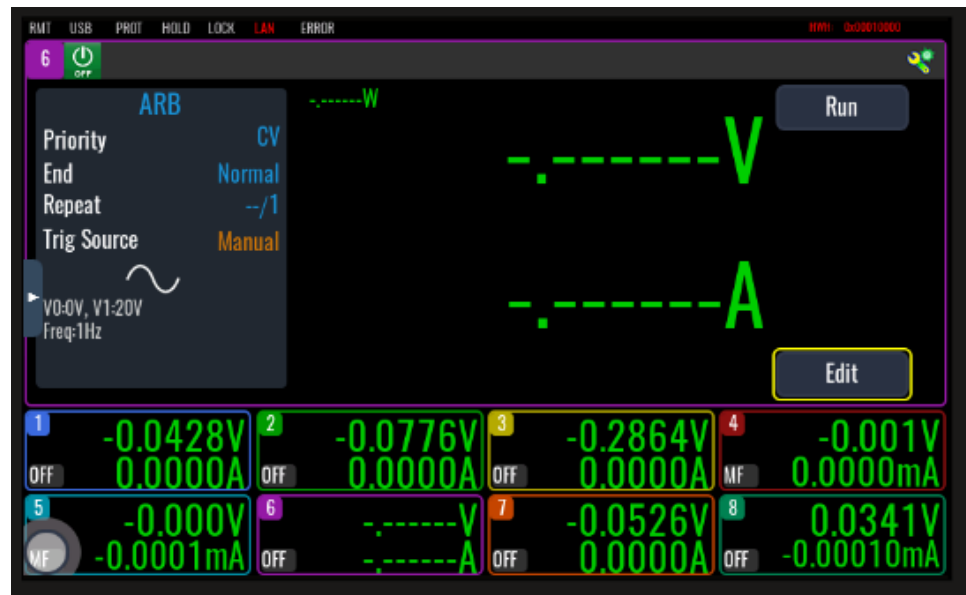 RMT USB PROT HOLD LOCK LAN ERROR HMI: 0x00010000
6 OFF
ARB
Priority CV
End Normal
Repeat --/1
Trig Source Manual
V0:0V, V1:20V
Freq:1Hz
-.------W
-.------V
-.------A
Run
Edit
1 -0.0428V
OFF 0.0000A
2 -0.0776V
OFF 0.0000A
3 -0.2864V
OFF 0.0000A
4 -0.001V
MF 0.0000mA
5 -0.000V
MF -0.0001mA
6 -.------V
OFF -.------A
7 -0.0526V
OFF 0.0000A
8 0.0341V
OFF -0.00010mA